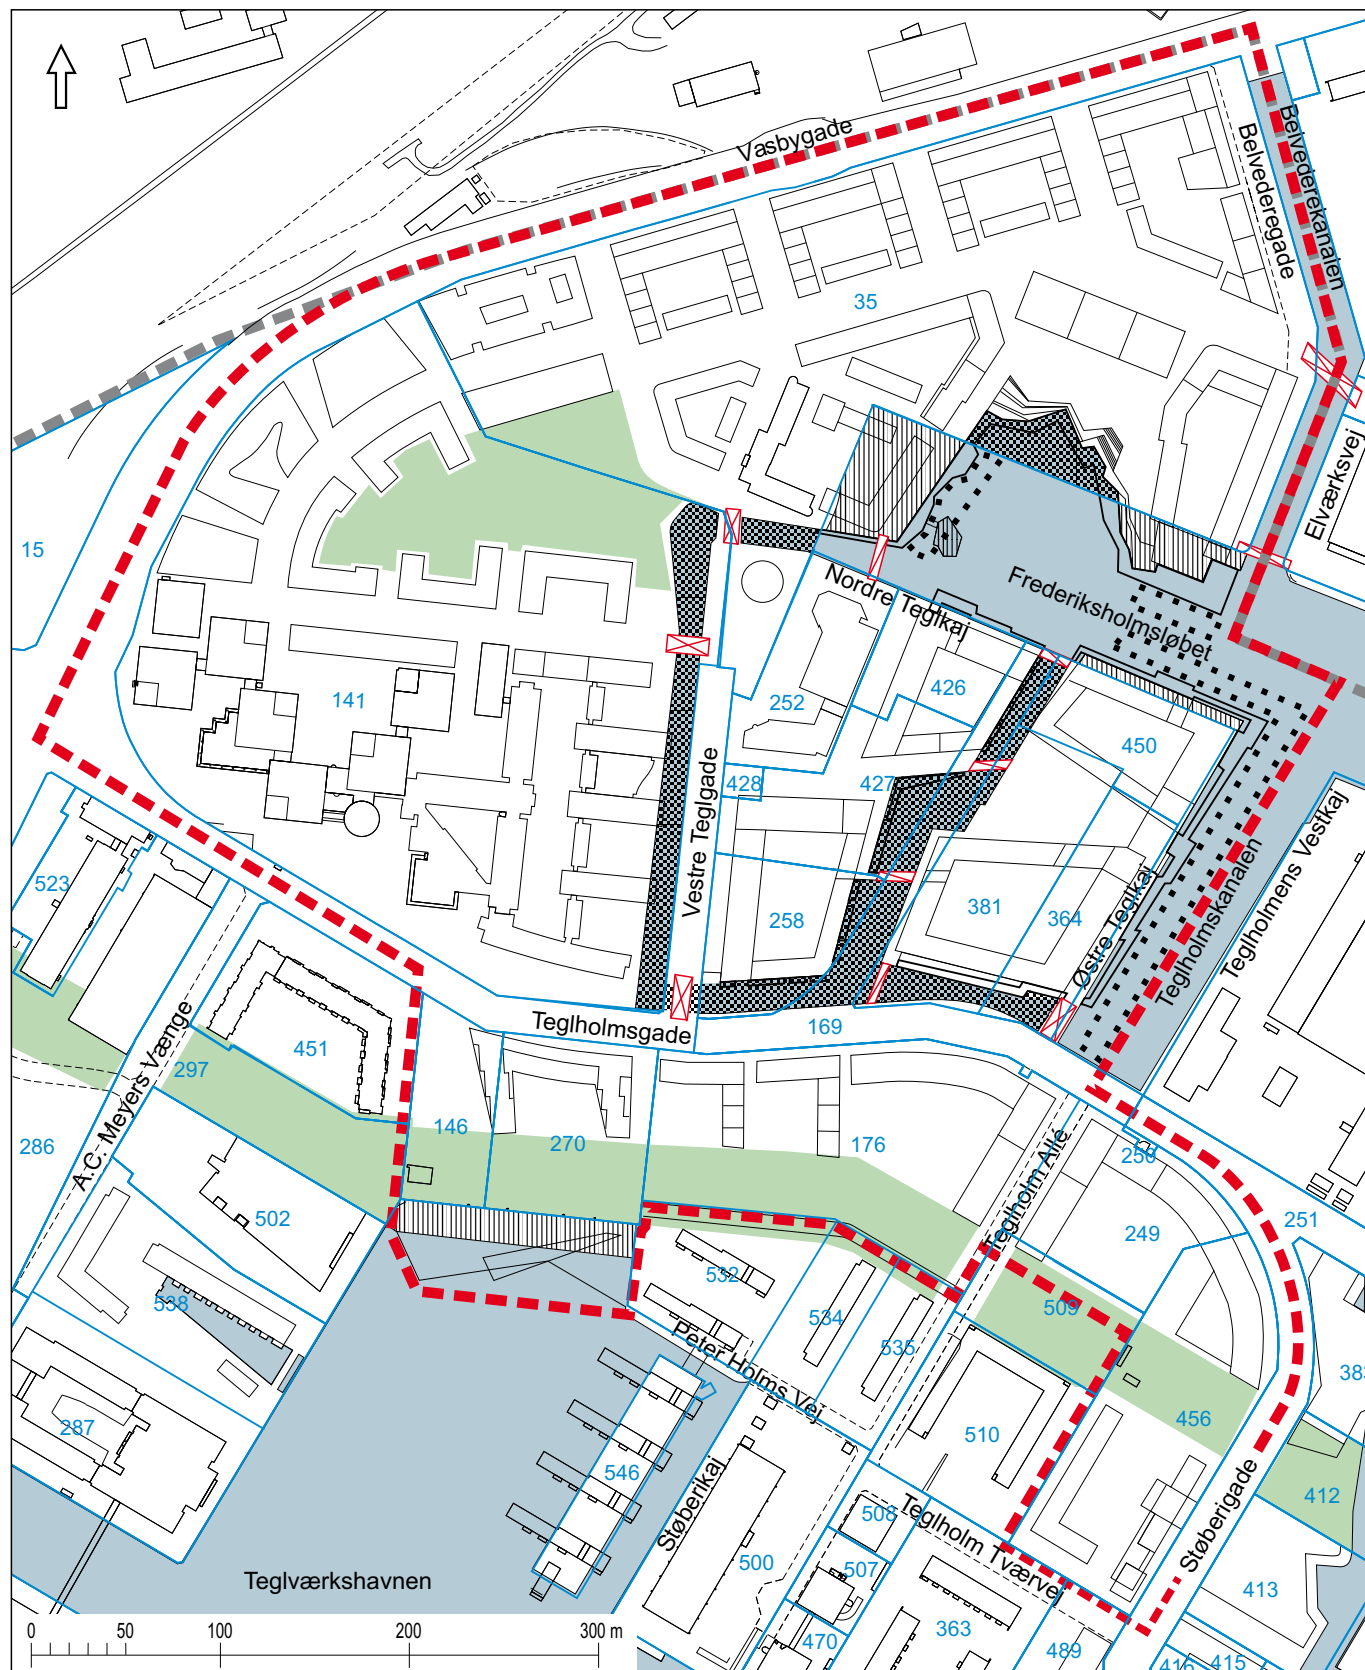 Vasbygade
Belvederegade
Belvederekanalen
35
Elværksvej
15
Nordre Teglkaj
Frederiksholmsløbet
141
252
426
450
428
427
Vestre Teglgade
Teglholmskanalen
Teglholmens Vestkaj
523
258
381
364
Østre Teglkaj
Teglholmsgade
169
451
297
A.C. Meyers Vænge
286
146
270
176
Teglholm Allé
250
249
251
502
532
538
534
509
535
Peter Holms Vej
383
456
287
510
546
412
Støberikaj
508
Teglholm Tværvej
Støberigade
500
507
Teglværkshavnen
413
363
470
489
416
415
0
50
100
200
300 m